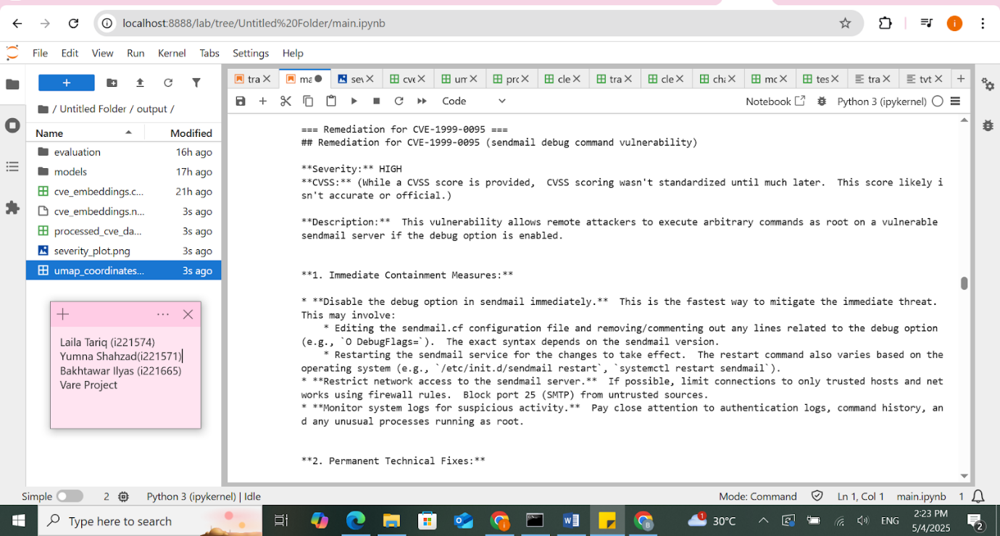 localhost:8888/lab/tree/Untitled%20Folder/main.ipynb
i
File Edit View Run Kernel Tabs Settings Help
+
/ Untitled Folder / output /
Name Modified
evaluation 16h ago
models 17h ago
cve_embeddings.c... 21h ago
cve_embeddings.n... 3s ago
processed_cve_da... 3s ago
severity_plot.png 3s ago
umap_coordinates... 3s ago
Laila Tariq (i221574)
Yumna Shahzad(i221571)
Bakhtawar Ilyas (i221665)
Vare Project
tra ma sev cve um pro cle tra cle cha mo tes tra tvt
Code Notebook Python 3 (ipykernel)
=== Remediation for CVE-1999-0095 ===
## Remediation for CVE-1999-0095 (sendmail debug command vulnerability)
**Severity:** HIGH
**CVSS:** (While a CVSS score is provided,  CVSS scoring wasn't standardized until much later.  This score likely i
sn't accurate or official.)
**Description:**  This vulnerability allows remote attackers to execute arbitrary commands as root on a vulnerable
sendmail server if the debug option is enabled.
**1. Immediate Containment Measures:**
* **Disable the debug option in sendmail immediately.**  This is the fastest way to mitigate the immediate threat.
This may involve:
* Editing the sendmail.cf configuration file and removing/commenting out any lines related to the debug option
(e.g., `O DebugFlags=`).  The exact syntax depends on the sendmail version.
* Restarting the sendmail service for the changes to take effect.  The restart command also varies based on the
operating system (e.g., `/etc/init.d/sendmail restart`, `systemctl restart sendmail`).
* **Restrict network access to the sendmail server.**  If possible, limit connections to only trusted hosts and net
works using firewall rules.  Block port 25 (SMTP) from untrusted sources.
* **Monitor system logs for suspicious activity.**  Pay close attention to authentication logs, command history, an
d any unusual processes running as root.
**2. Permanent Technical Fixes:**
Simple 2 Python 3 (ipykernel) | Idle Mode: Command Ln 1, Col 1 main.ipynb 1
Type here to search 1 30°C ENG 2:23 PM
5/4/2025 2